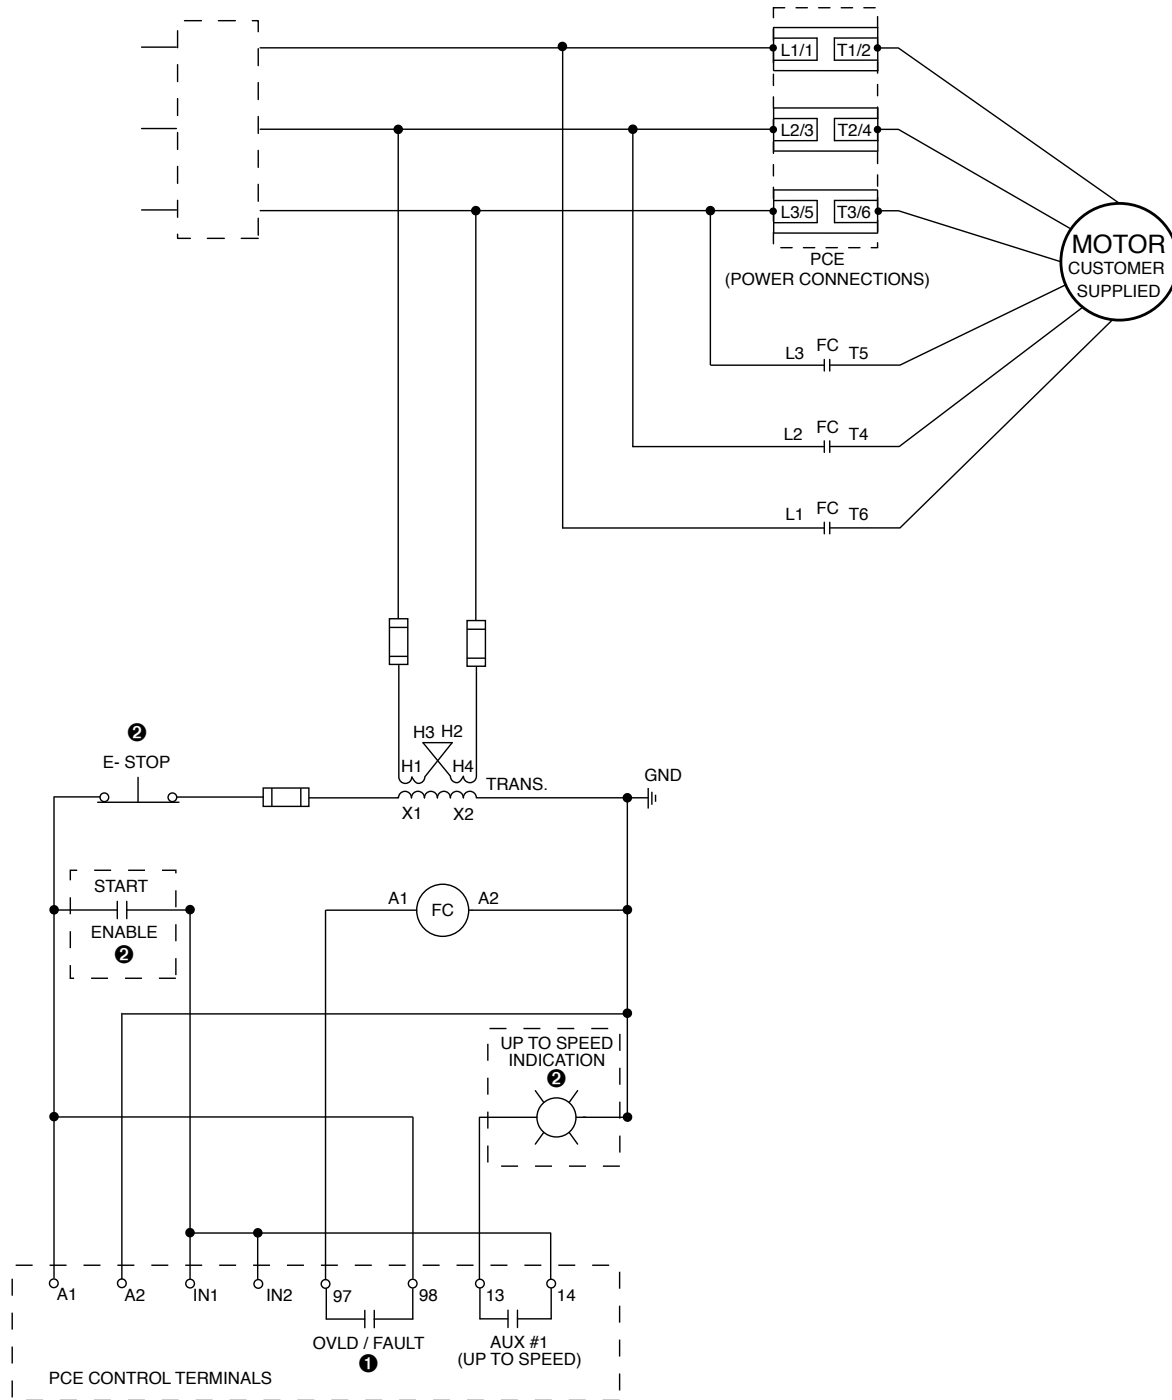 L1/1 T1/2
L2/3 T2/4
L3/5 T3/6
PCE
(POWER CONNECTIONS)
MOTOR
CUSTOMER
SUPPLIED
L3 FC T5
L2 FC T4
L1 FC T6
❷
E- STOP
H3 H2
H1 H4
TRANS.
X1 X2
GND
START
ENABLE
❷
A1 FC A2
UP TO SPEED
INDICATION
❷
A1 A2 IN1 IN2 97 98 13 14
OVLD / FAULT
❶
AUX #1
(UP TO SPEED)
PCE CONTROL TERMINALS